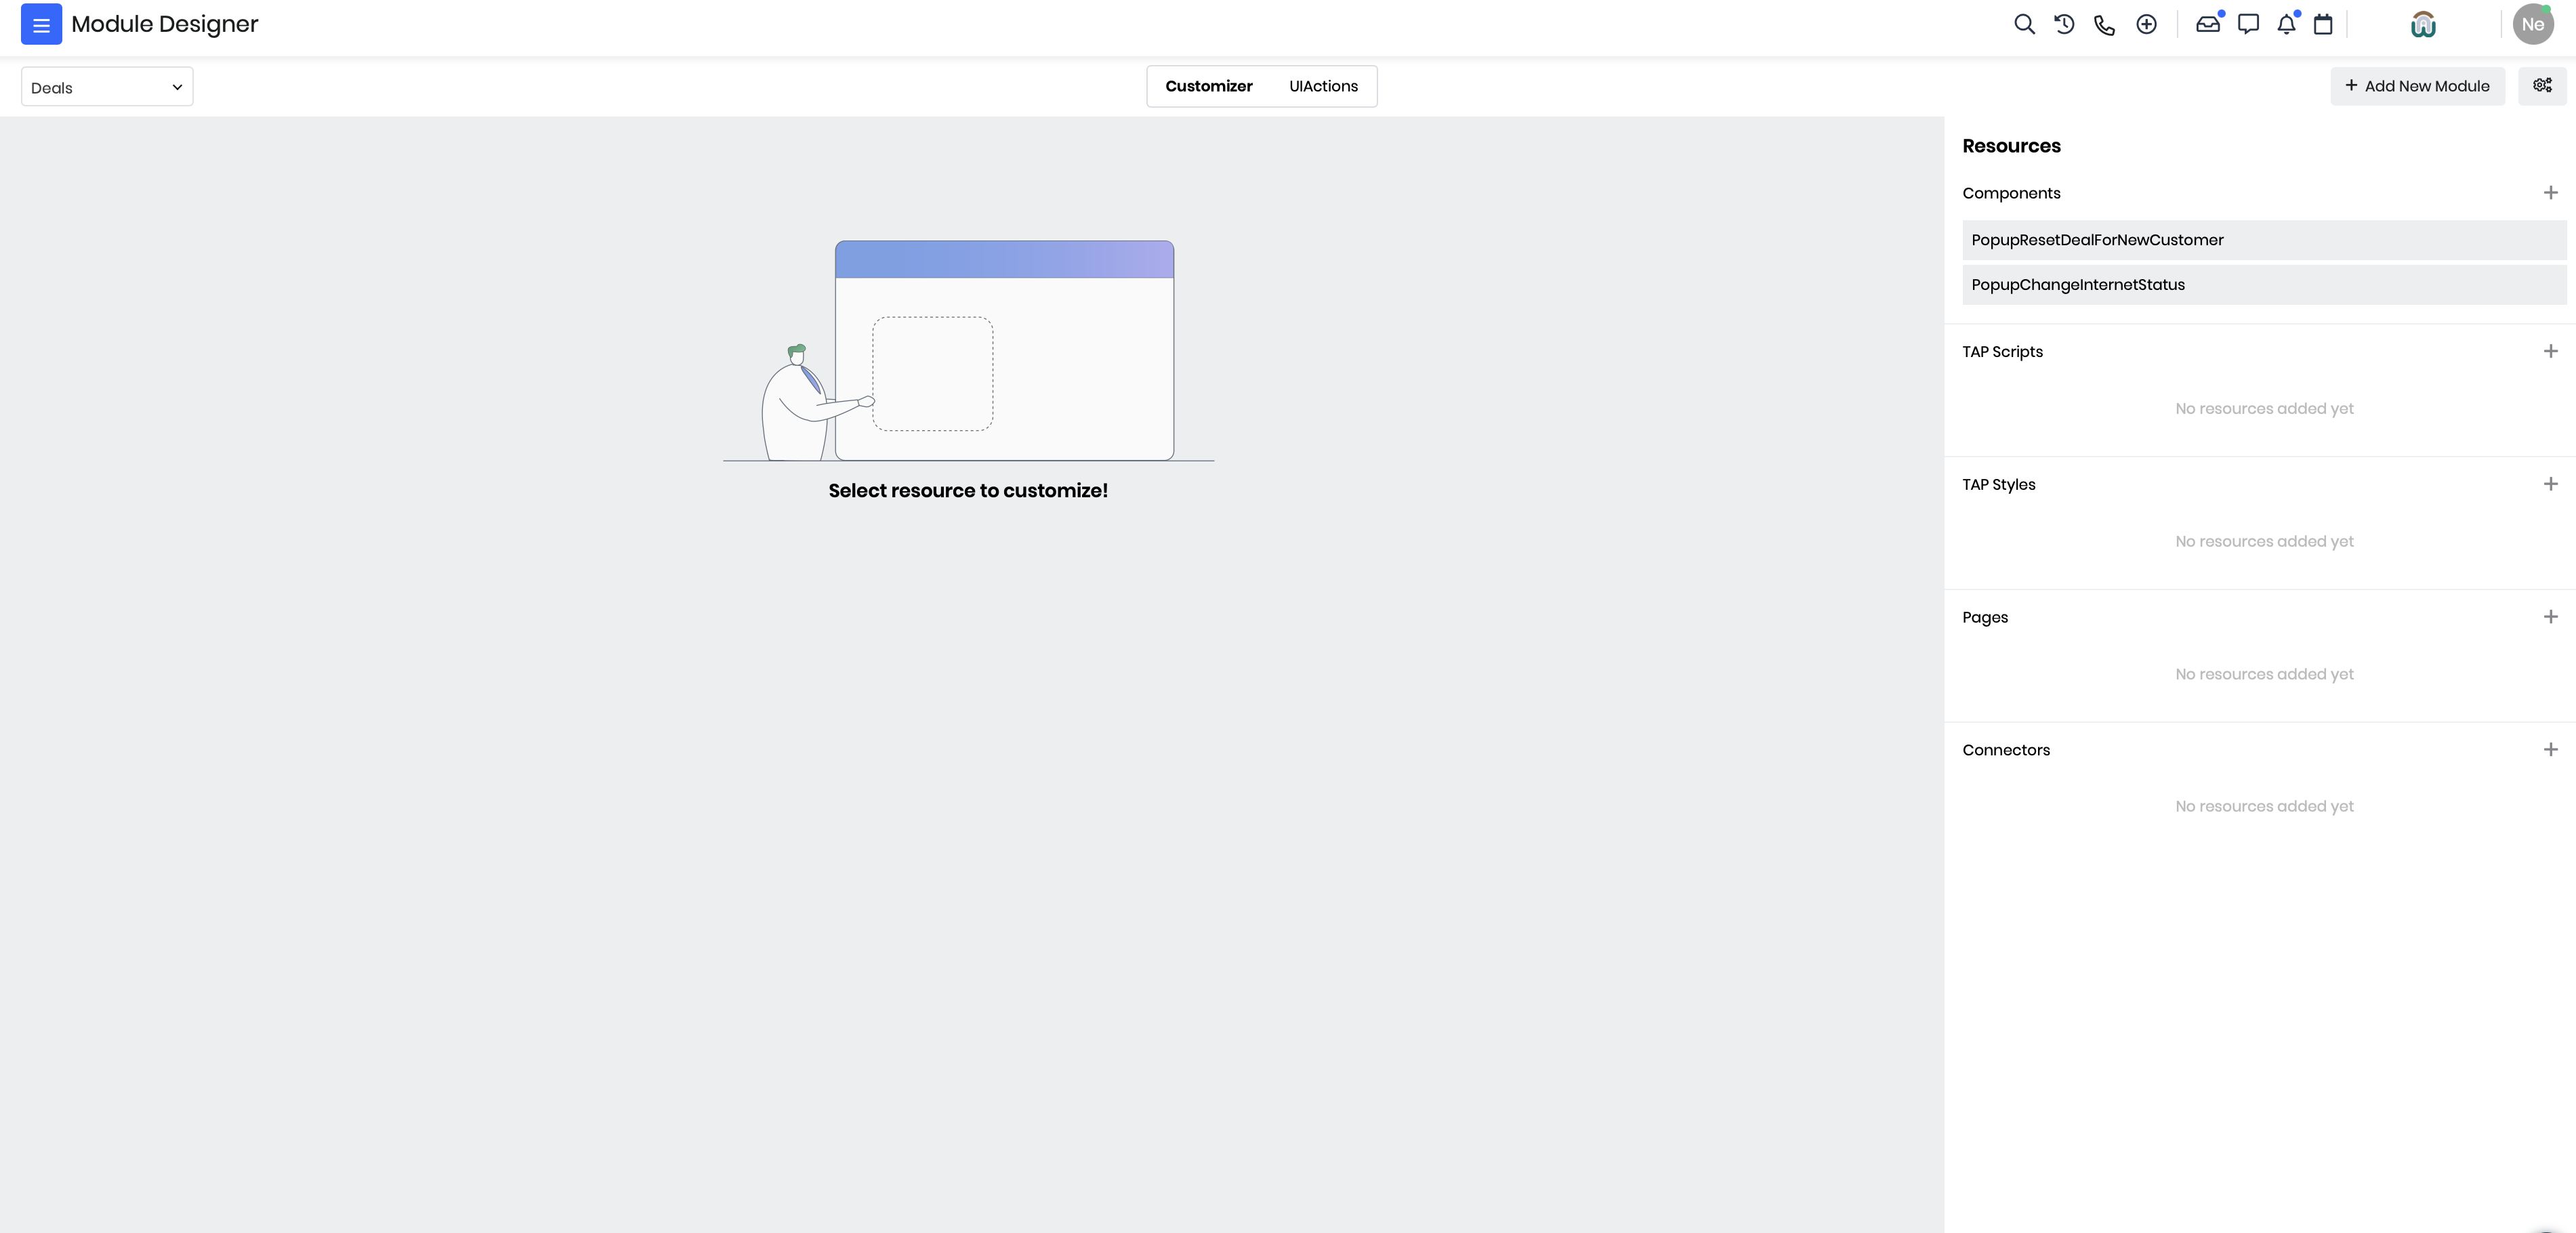 Module Designer
Ne
Deals
Customizer
UIActions
Add New Module
Resources
Components
PopupResetDealForNewCustomer
PopupChangeInternetStatus
TAP Scripts
No resources added yet
TAP Styles
No resources added yet
Pages
No resources added yet
Connectors
No resources added yet
Select resource to customize!